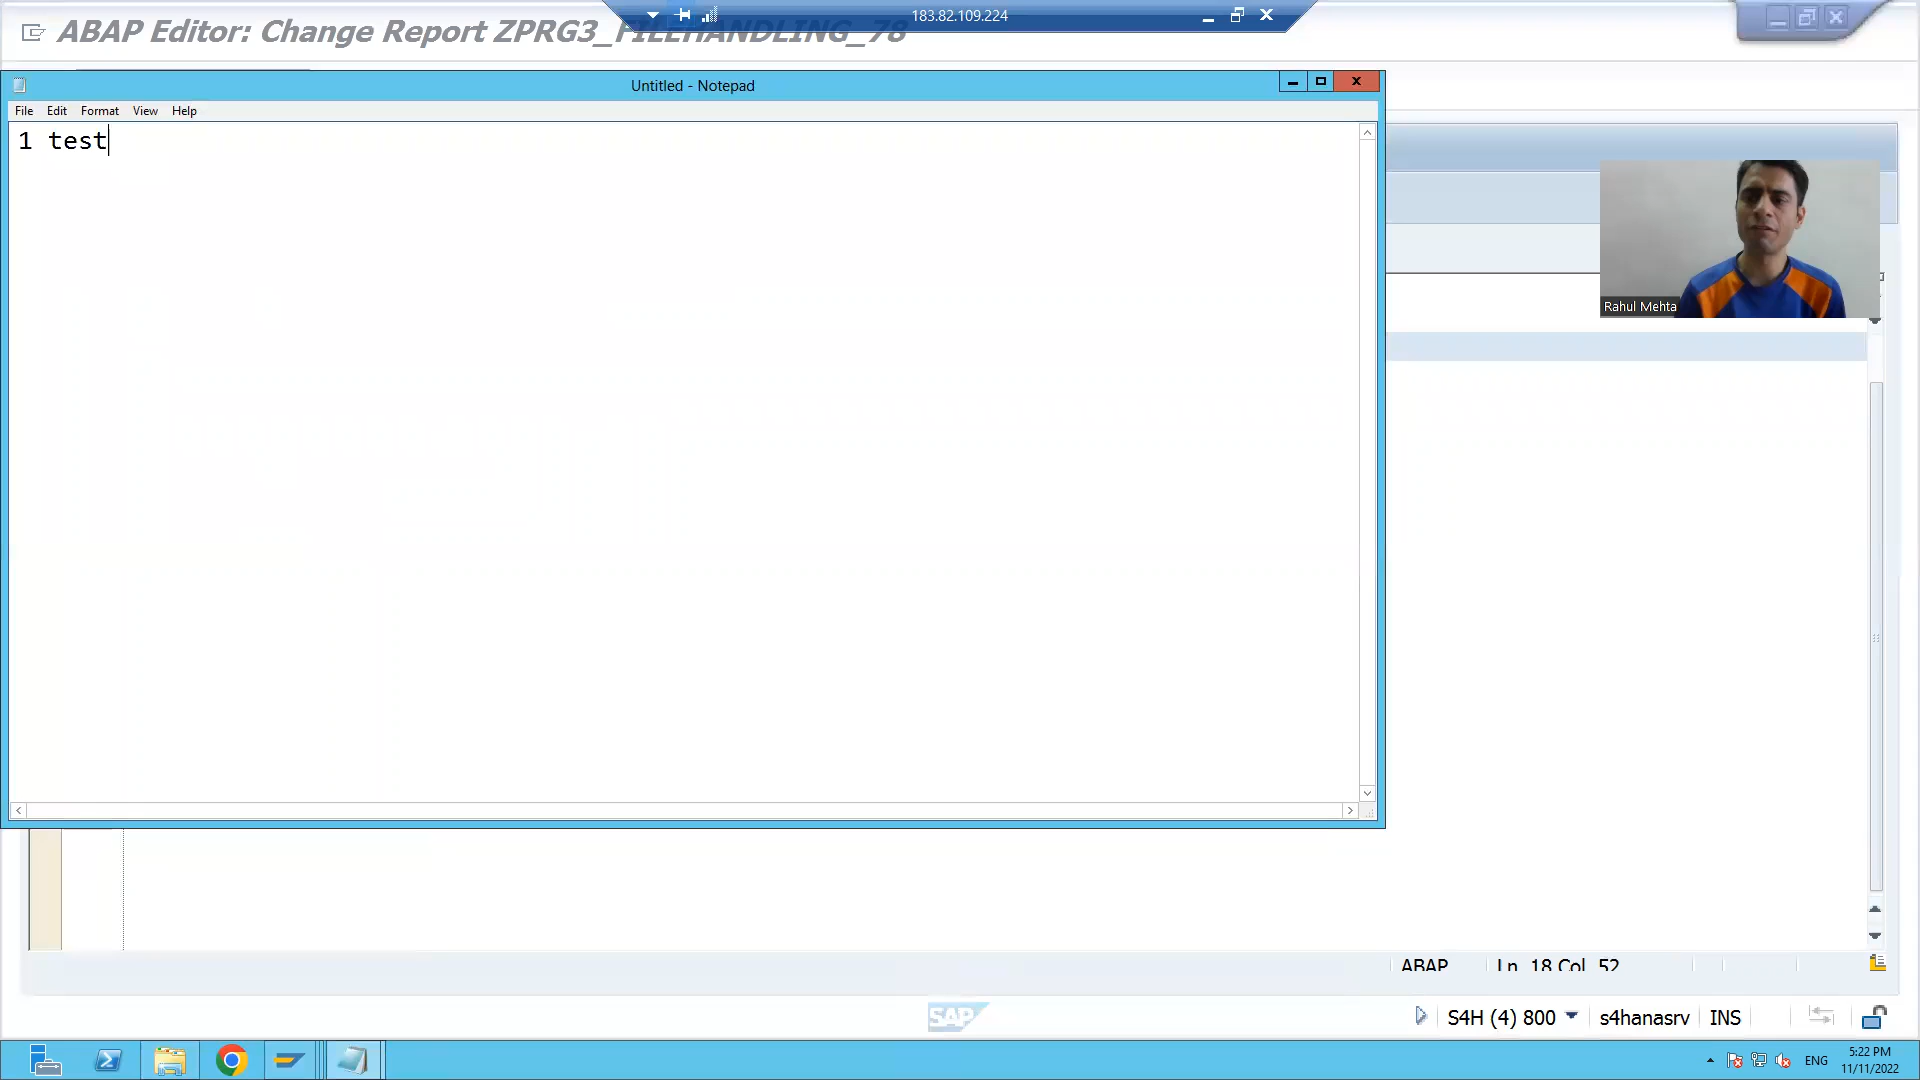 ABAP Editor: Change Report ZPRG3_FILEHANDLING_78
183.82.109.224
Untitled - Notepad
File Edit Format View Help
1 test
Rahul Mehta
ABAP Ln 18 Col 52
SAP
S4H (4) 800 s4hanasrv INS
ENG
5:22 PM
11/11/2022